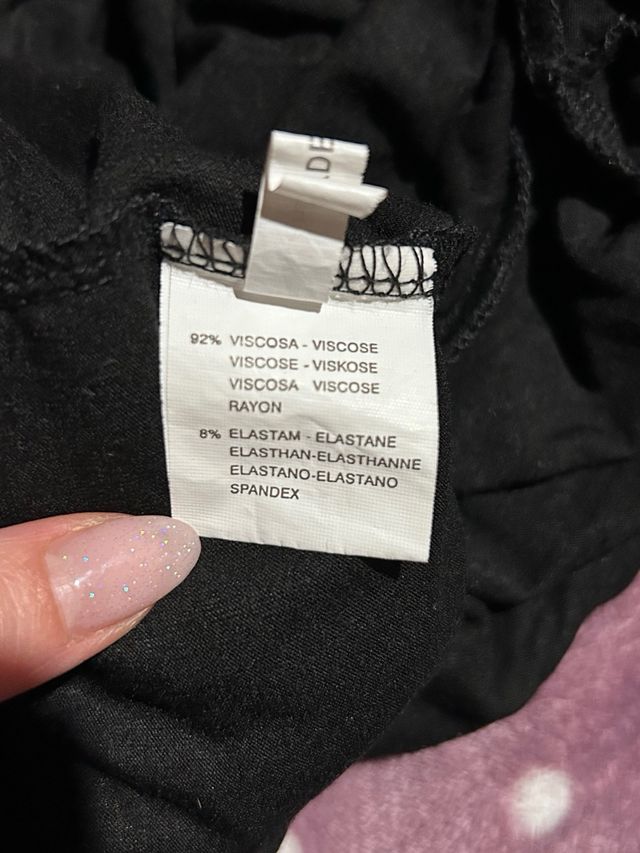 92% VISCOSA - VISCOSE
VISCOSE - VISKOSE
VISCOSA VISCOSE
RAYON
8% ELASTAM - ELASTANE
ELASTHAN-ELASTHANNE
ELASTANO-ELASTANO
SPANDEX